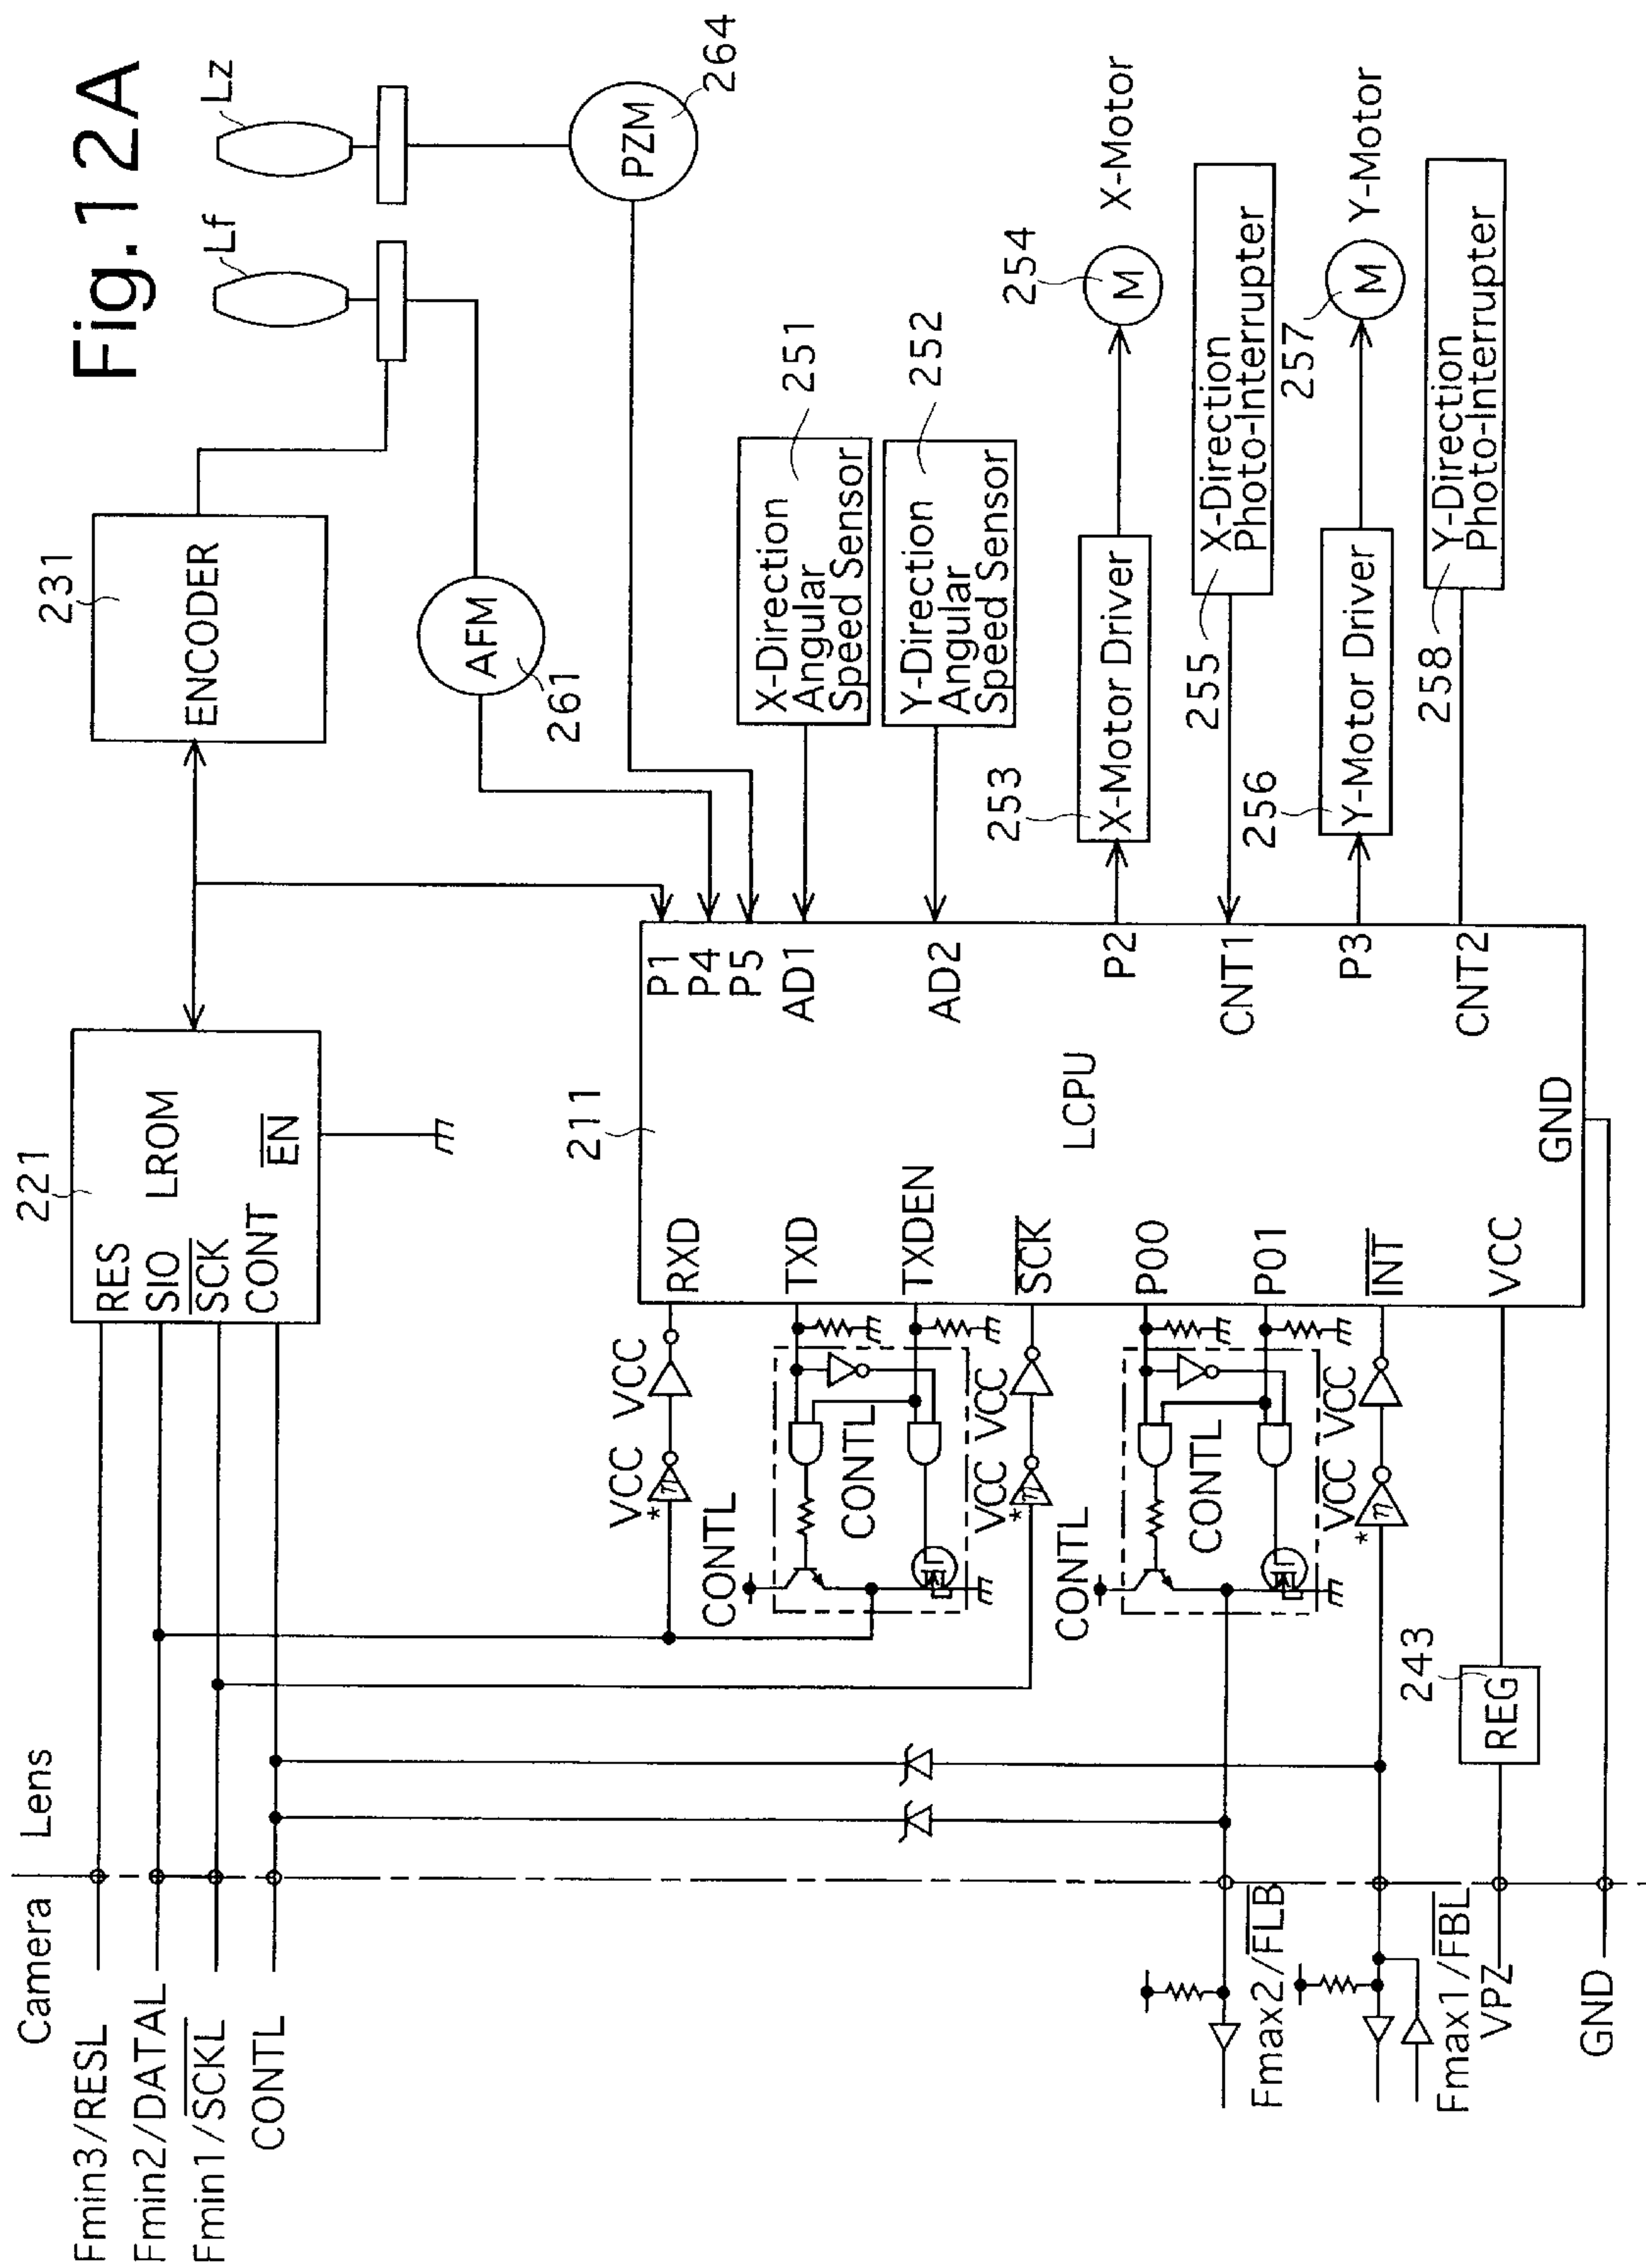 Fig.12A
Camera
Lens
Fmin3/RESL
Fmin2/DATAL
Fmin1/SCKL
CONTL
221
RES
SIO
SCK
CONT
LROM
EN
231
ENCODER
Lf
Lz
AFM
261
PZM
264
211
LCPU
RXD
TXD
TXDEN
SCK
P00
P01
INT
VCC
GND
P1
P4
P5
AD1
AD2
P2
CNT1
P3
CNT2
VCC
VCC
*
η
CONTL
CONTL
VCC
VCC
*
η
CONTL
CONTL
VCC
VCC
*
η
X-Direction
Angular
Speed Sensor
251
Y-Direction
Angular
Speed Sensor
252
253
X-Motor Driver
254
M
X-Motor
255
X-Direction
Photo-Interrupter
256
Y-Motor Driver
257
M
Y-Motor
258
Y-Direction
Photo-Interrupter
243
REG
Fmax2/FLB
Fmax1/FBL
VPZ
GND